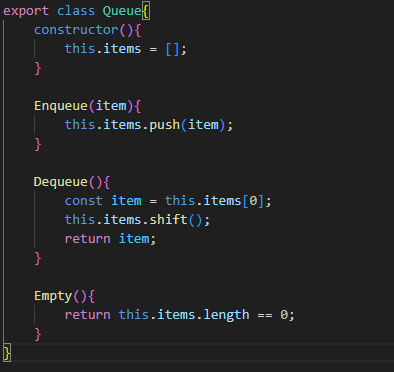 export class Queue{
    constructor(){
        this.items = [];
    }

    Enqueue(item){
        this.items.push(item);
    }

    Dequeue(){
        const item = this.items[0];
        this.items.shift();
        return item;
    }

    Empty(){
        return this.items.length == 0;
    }
}